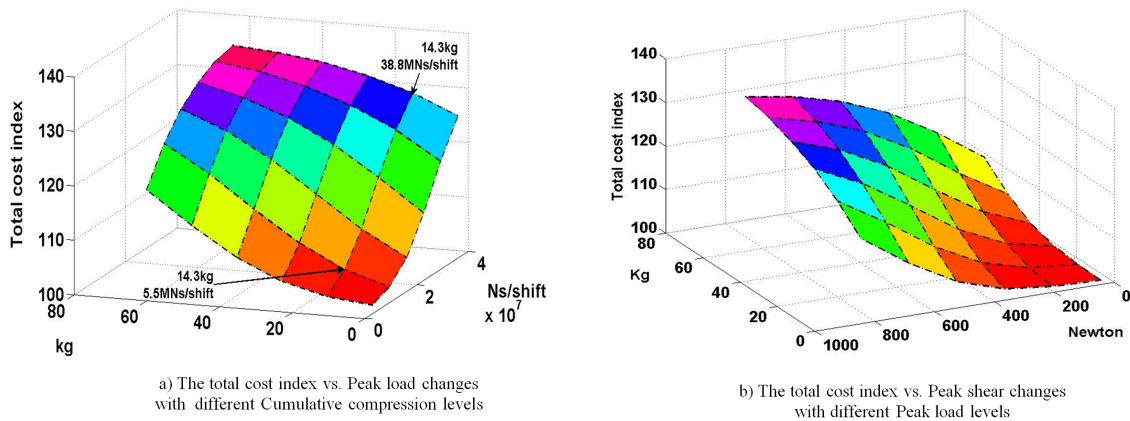 14.3kg
38.8MNs/shift
140
130
120
110
100
Total cost index
14.3kg
5.5MNs/shift
80
60
40
20
0
kg
0
2
4
Ns/shift
x 10^7
a) The total cost index vs. Peak load changes
with different Cumulative compression levels
140
130
120
110
100
Total cost index
80
60
40
20
0
Kg
1000
800
600
400
200
0
Newton
b) The total cost index vs. Peak shear changes
with different Peak load levels